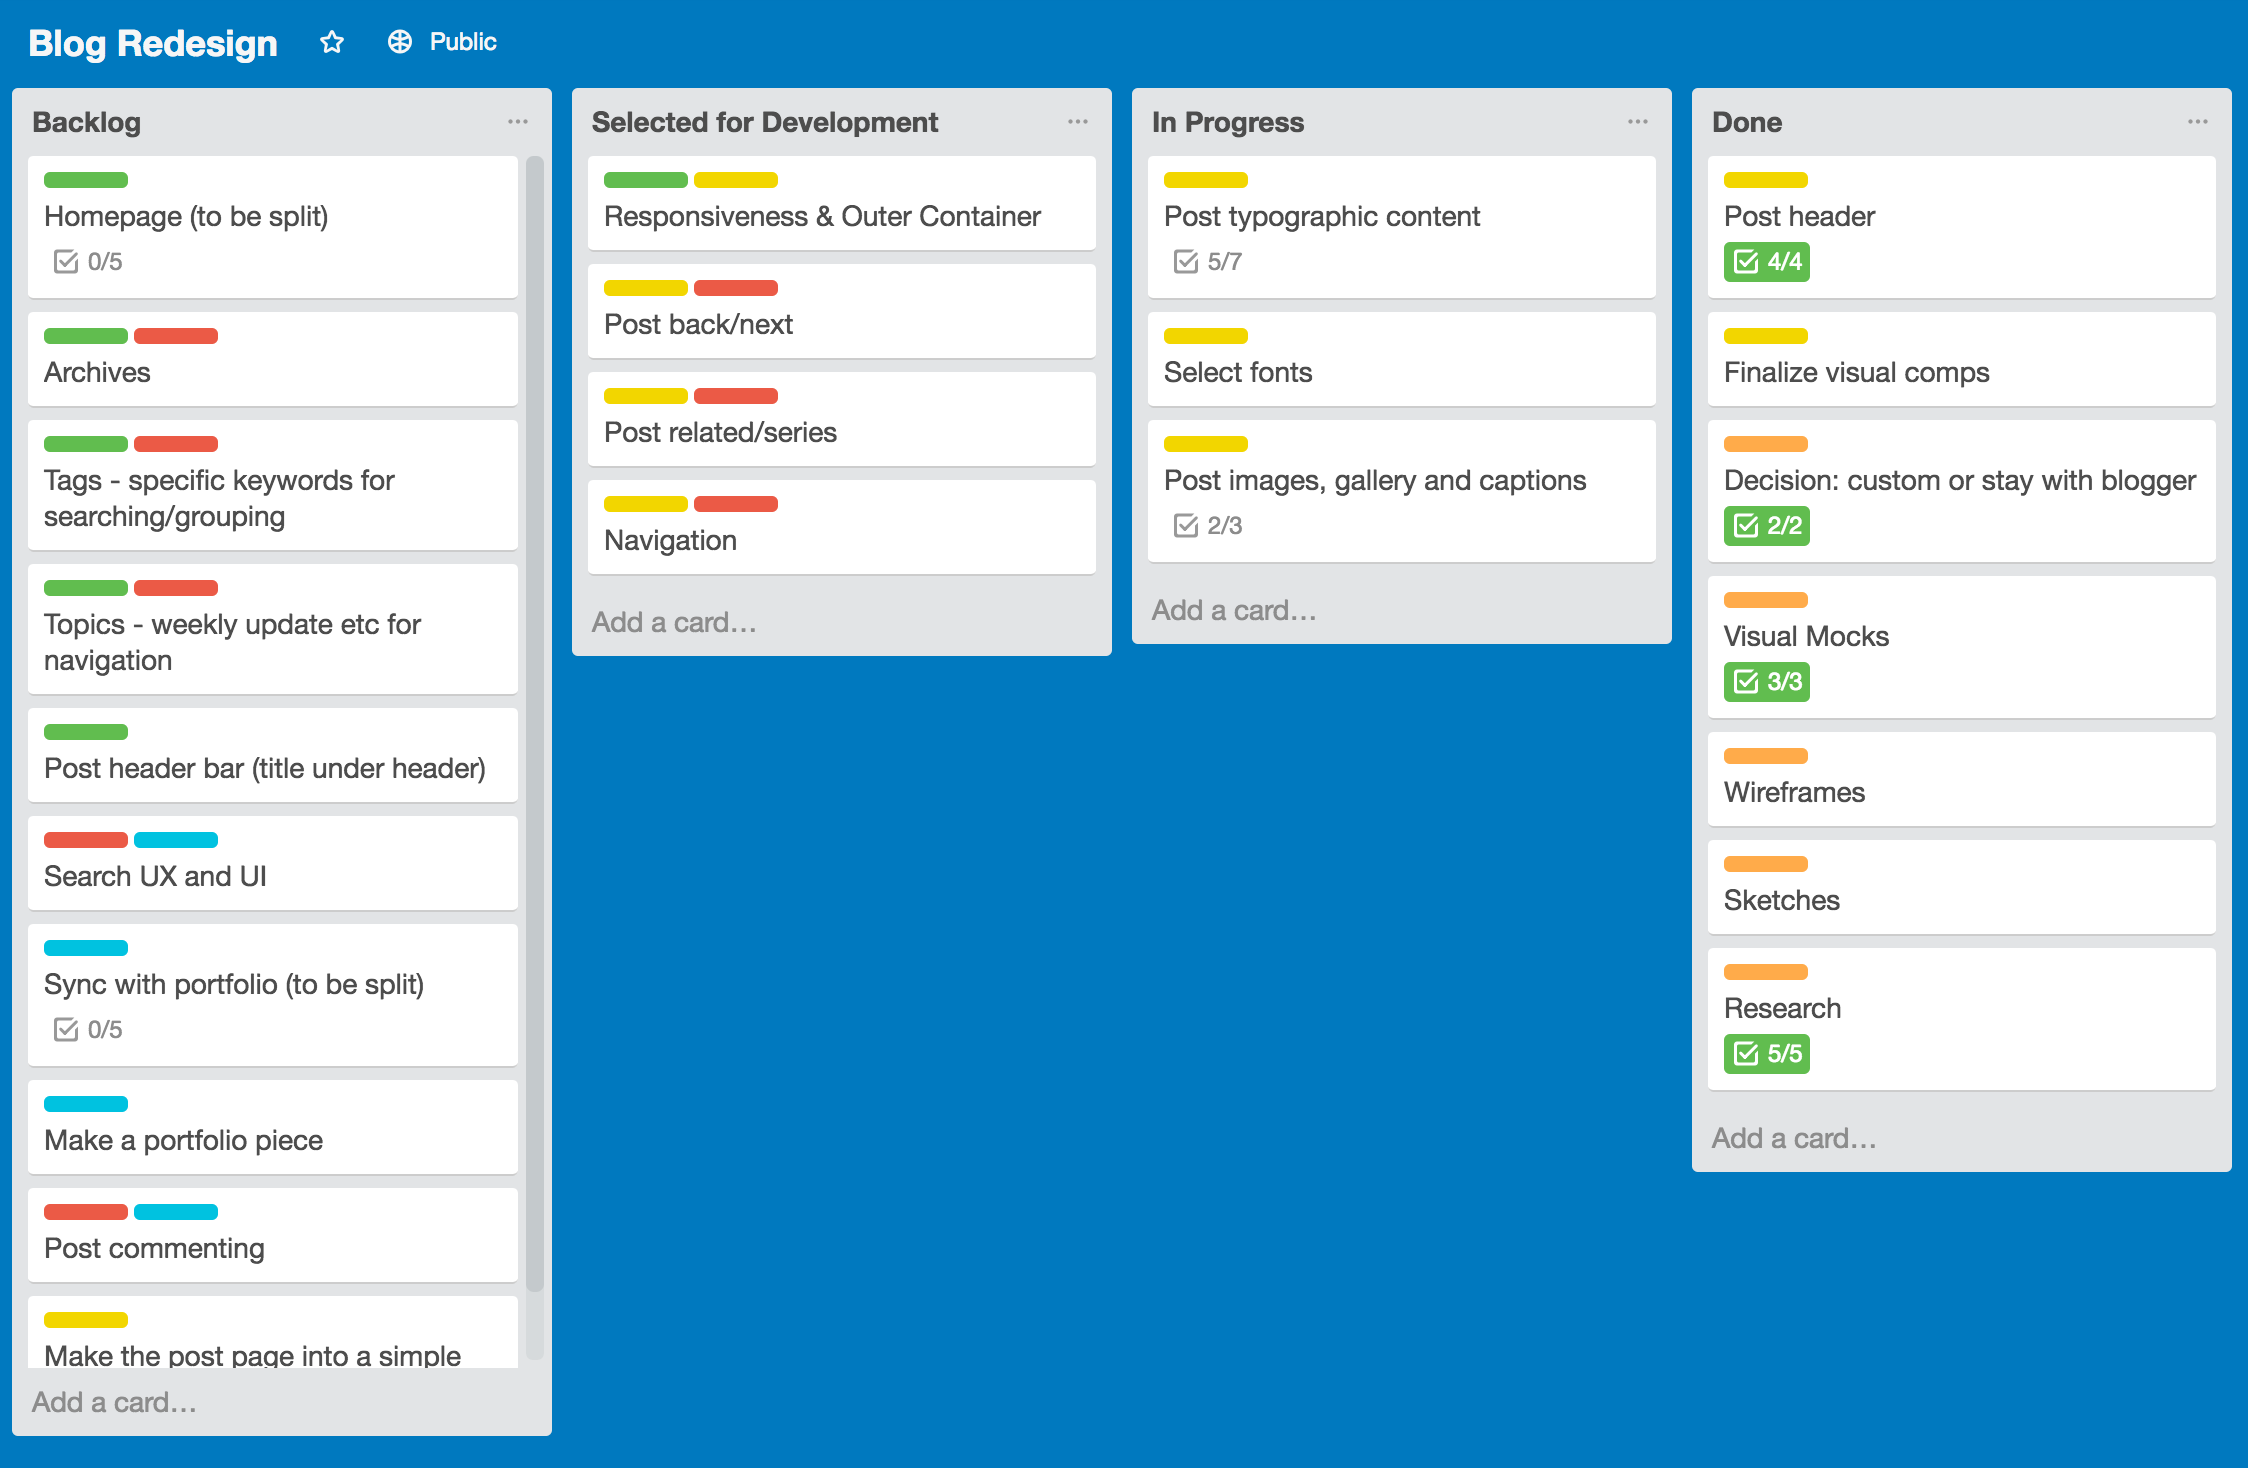 Blog Redesign Public
Backlog
Homepage (to be split)
0/5
Archives
Tags - specific keywords for
searching/grouping
Topics - weekly update etc for
navigation
Post header bar (title under header)
Search UX and UI
Sync with portfolio (to be split)
0/5
Make a portfolio piece
Post commenting
Make the post page into a simple
Add a card…
Selected for Development
Responsiveness & Outer Container
Post back/next
Post related/series
Navigation
Add a card…
In Progress
Post typographic content
5/7
Select fonts
Post images, gallery and captions
2/3
Add a card…
Done
Post header
4/4
Finalize visual comps
Decision: custom or stay with blogger
2/2
Visual Mocks
3/3
Wireframes
Sketches
Research
5/5
Add a card…